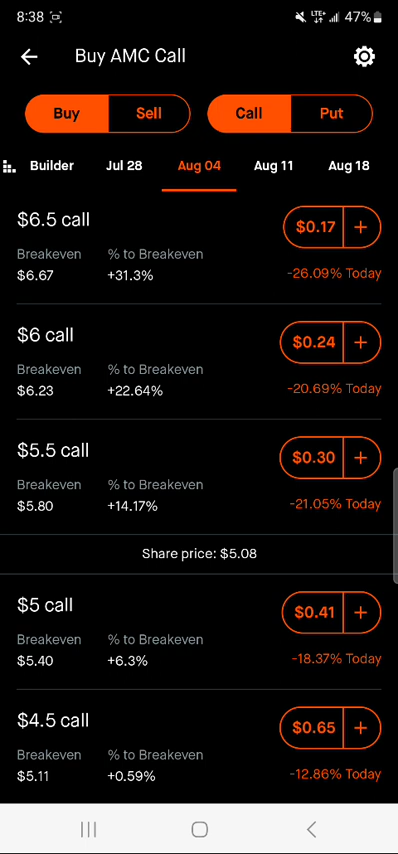 8:38 LTE+ 47%
Buy AMC Call
Buy Sell Call Put
Builder Jul 28 Aug 04 Aug 11 Aug 18
$6.5 call $0.17 +
Breakeven % to Breakeven
$6.67 +31.3% -26.09% Today
$6 call $0.24 +
Breakeven % to Breakeven
$6.23 +22.64% -20.69% Today
$5.5 call $0.30 +
Breakeven % to Breakeven
$5.80 +14.17% -21.05% Today
Share price: $5.08
$5 call $0.41 +
Breakeven % to Breakeven
$5.40 +6.3% -18.37% Today
$4.5 call $0.65 +
Breakeven % to Breakeven
$5.11 +0.59% -12.86% Today